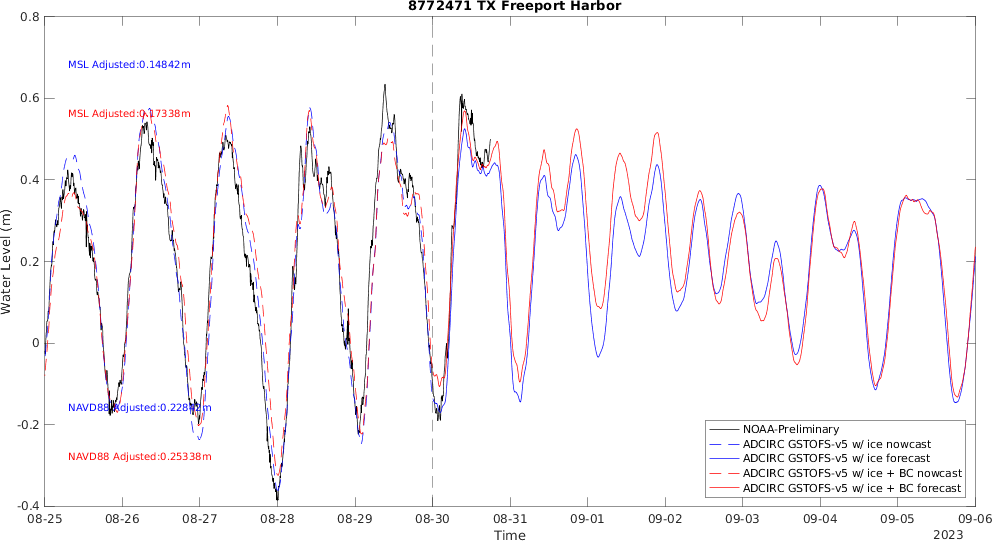 8772471 TX Freeport Harbor
0.8
0.6
0.4
0.2
0
-0.2
-0.4
Water Level (m)
MSL Adjusted:0.14842m
MSL Adjusted:0.17338m
NAVD88 Adjusted:0.22842m
NAVD88 Adjusted:0.25338m
NOAA-Preliminary
ADCIRC GSTOFS-v5 w/ ice nowcast
ADCIRC GSTOFS-v5 w/ ice forecast
ADCIRC GSTOFS-v5 w/ ice + BC nowcast
ADCIRC GSTOFS-v5 w/ ice + BC forecast
08-25 08-26 08-27 08-28 08-29 08-30 08-31 09-01 09-02 09-03 09-04 09-05 09-06
Time
2023